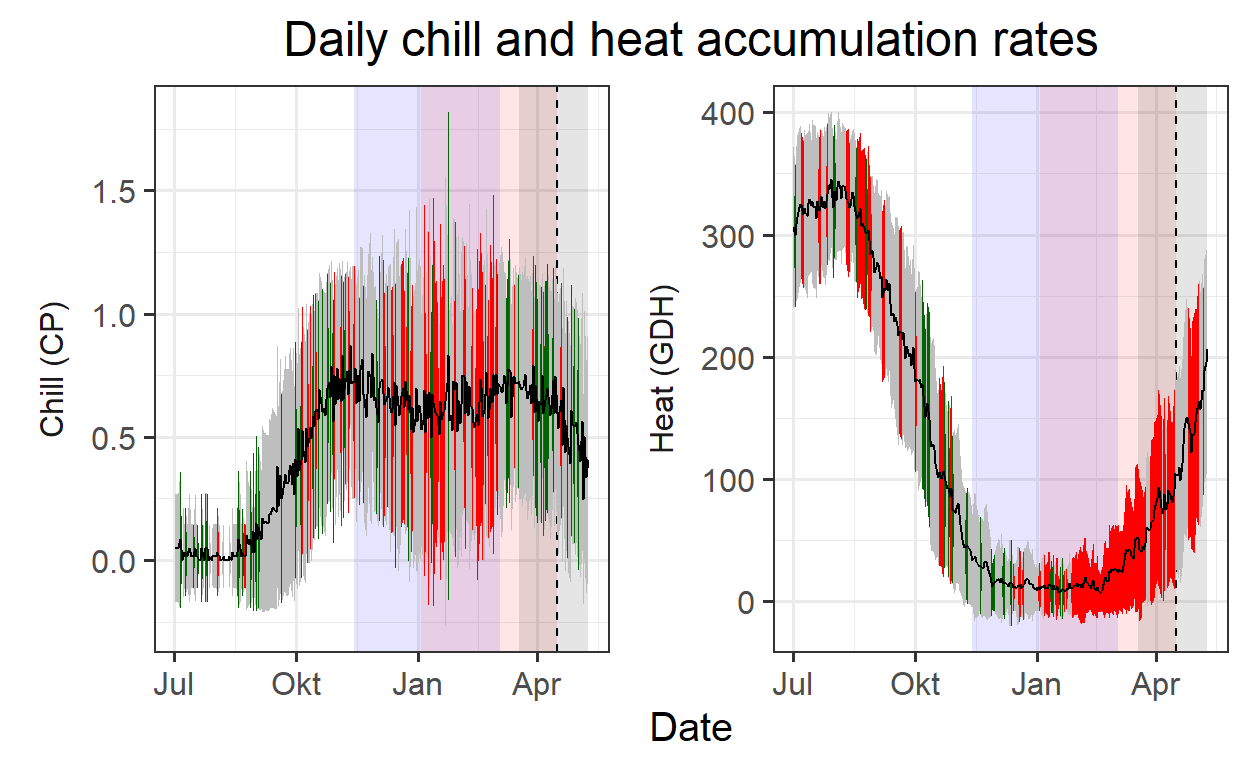 Daily chill and heat accumulation rates
Chill (CP)
1.5
1.0
0.5
0.0
Jul Okt Jan Apr
Heat (GDH)
400
300
200
100
0
Jul Okt Jan Apr
Date